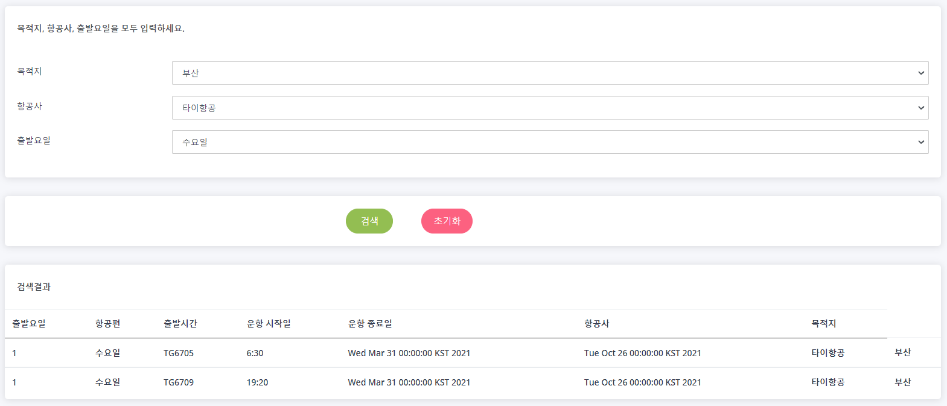 목적지, 항공사, 출발요일을 모두 입력하세요.
목적지 부산
항공사 타이항공
출발요일 수요일
검색 초기화
검색결과
출발요일 항공편 출발시간 운항 시작일 운항 종료일 항공사 목적지
1 수요일 TG6705 6:30 Wed Mar 31 00:00:00 KST 2021 Tue Oct 26 00:00:00 KST 2021 타이항공 부산
1 수요일 TG6709 19:20 Wed Mar 31 00:00:00 KST 2021 Tue Oct 26 00:00:00 KST 2021 타이항공 부산